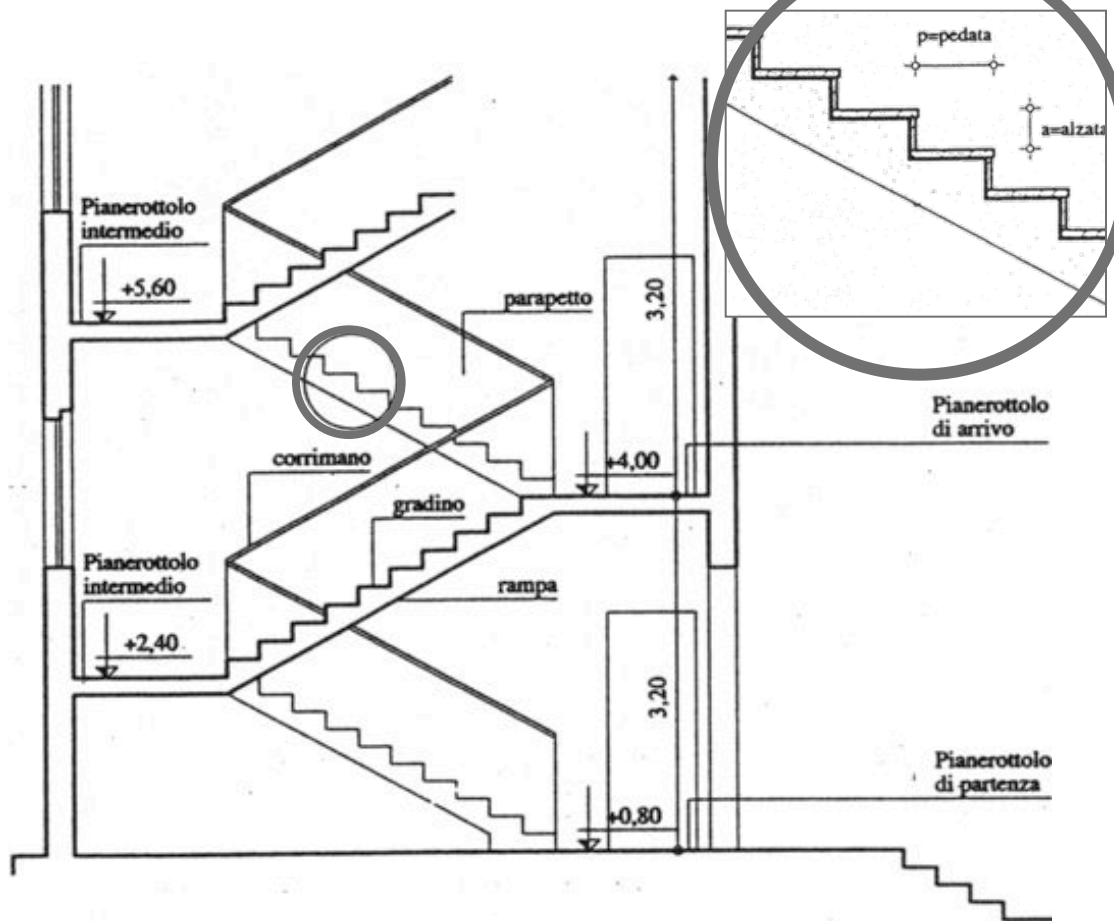 p=pedata
a=alzata
Pianerottolo
intermedio
+5,60
parapetto
3,20
Pianerottolo
di arrivo
+4,00
corrimano
gradino
Pianerottolo
intermedio
rampa
+2,40
3,20
Pianerottolo
di partenza
+0,80